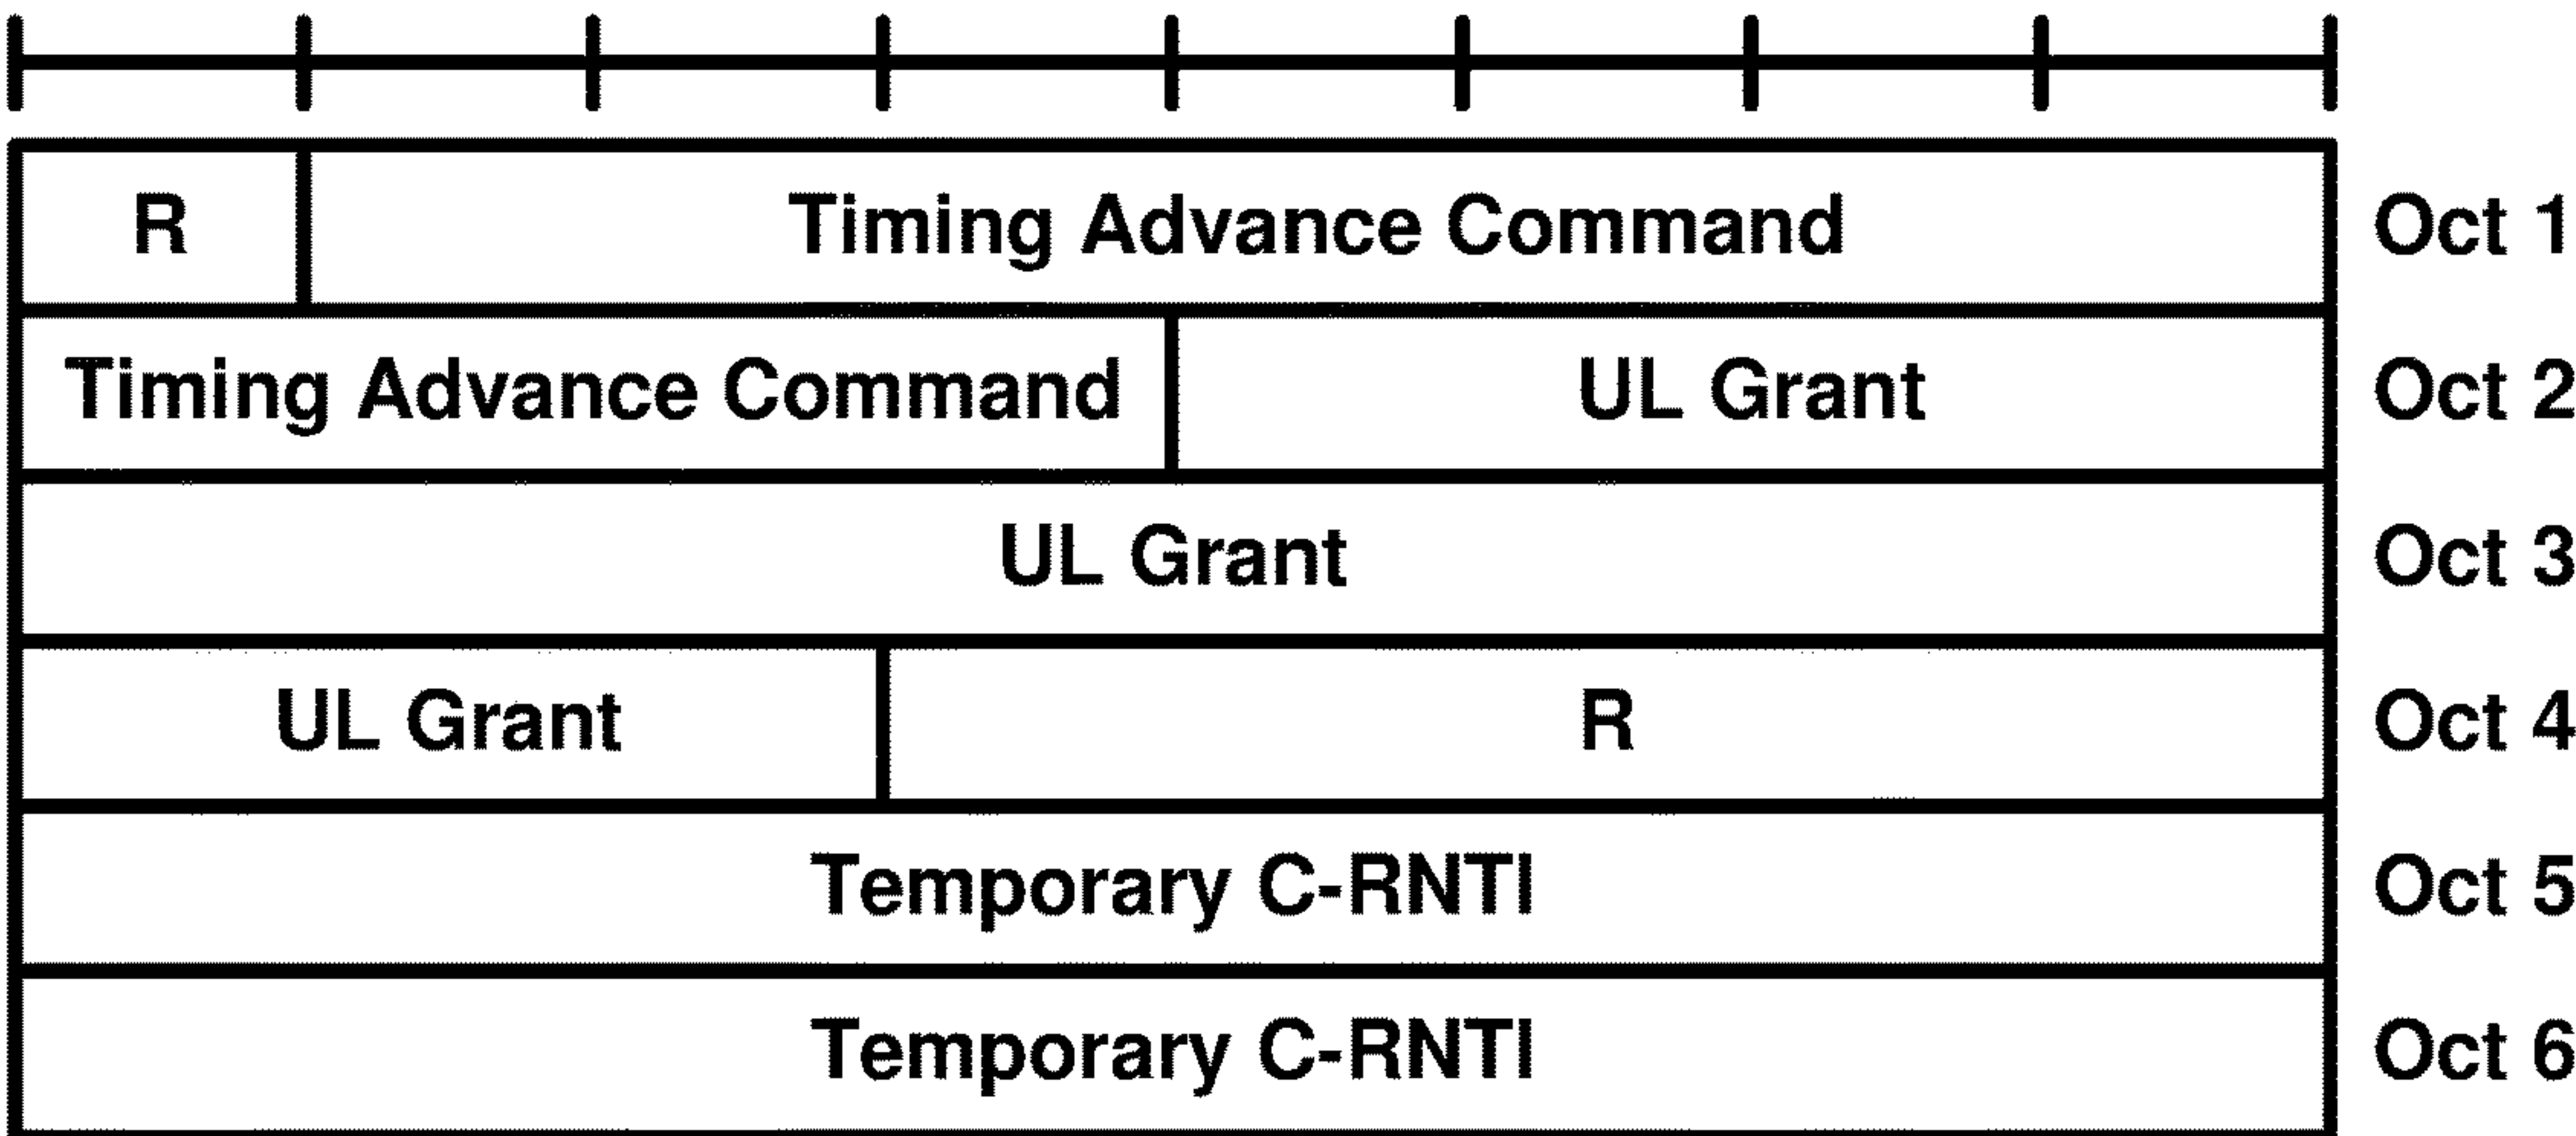 R Timing Advance Command Oct 1
Timing Advance Command UL Grant Oct 2
UL Grant Oct 3
UL Grant R Oct 4
Temporary C-RNTI Oct 5
Temporary C-RNTI Oct 6